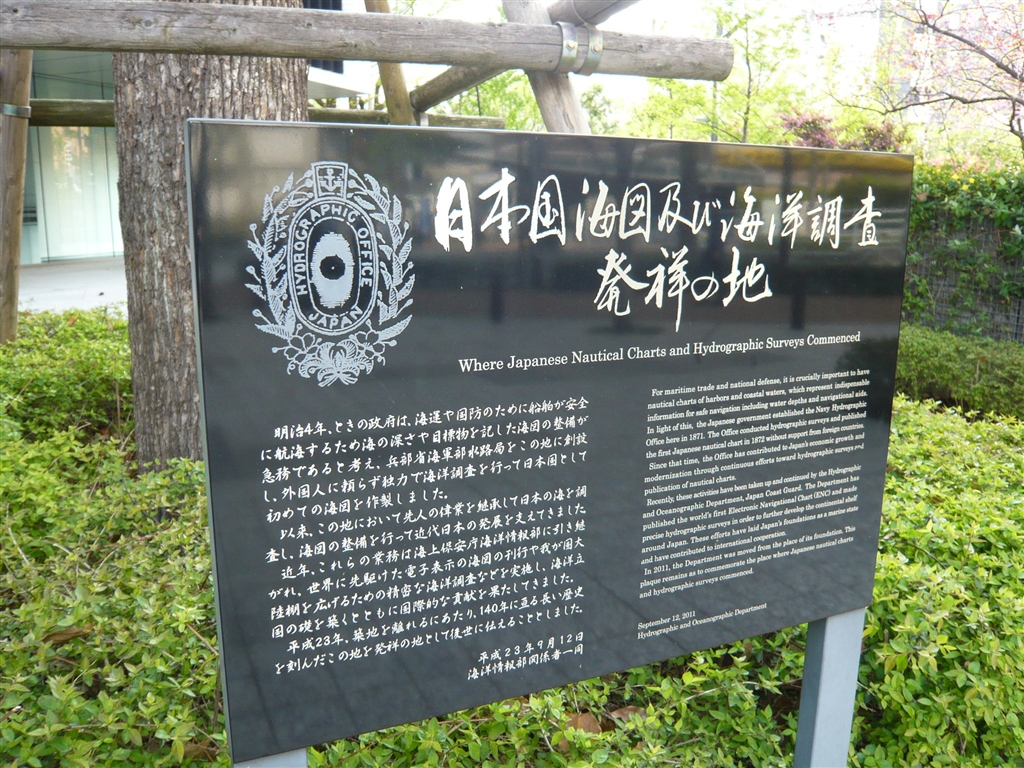 HYDROGRAPHIC OFFICE
JAPAN
日本国海図及び海洋調査
発祥の地
Where Japanese Nautical Charts and Hydrographic Surveys Commenced
明治4年、ときの政府は、海運や国防のために船舶が安全
に航海するため海の深さや目標物を記した海図の整備が
急務であると考え、兵部省海軍部水路局をこの地に創設
し、外国人に頼らず独力で海洋調査を行って日本国として
初めての海図を作製しました。
以来、この地において先人の偉業を継承して日本の海を調
査し、海図の整備を行って近代日本の発展を支えてきました
近年、これらの業務は海上保安庁海洋情報部に引き継
がれ、世界に先駆けた電子表示の海図の刊行や我が国大
陸棚を広げるための精密な海洋調査などを実施し、海洋立
国の礎を築くとともに国際的な貢献を果たしてきました。
平成23年、築地を離れるにあたり、140年に亘る長い歴史
を刻んだこの地を発祥の地として後世に伝えることとしました。
平成23年9月12日
海洋情報部関係者一同
For maritime trade and national defense, it is crucially important to have
nautical charts of harbors and coastal waters, which represent indispensable
information for safe navigation including water depths and navigational aids.
In light of this, the Japanese government established the Navy Hydrographic
Office here in 1871. The Office conducted hydrographic surveys and published
the first Japanese nautical chart in 1872 without support from foreign countries.
Since that time, the Office has contributed to Japan's economic growth and
modernization through continuous efforts toward hydrographic surveys and
publication of nautical charts.
Recently, these activities have been taken up and continued by the Hydrographic
and Oceanographic Department, Japan Coast Guard. The Department has
published the world's first Electronic Navigational Chart (ENC) and made
precise hydrographic surveys in order to further develop the continental shelf
around Japan. These efforts have laid Japan's foundations as a marine state
and have contributed to international cooperation.
In 2011, the Department was moved from the place of its foundation. This
plaque remains as to commemorate the place where Japanese nautical charts
and hydrographic surveys commenced.
September 12, 2011
Hydrographic and Oceanographic Department